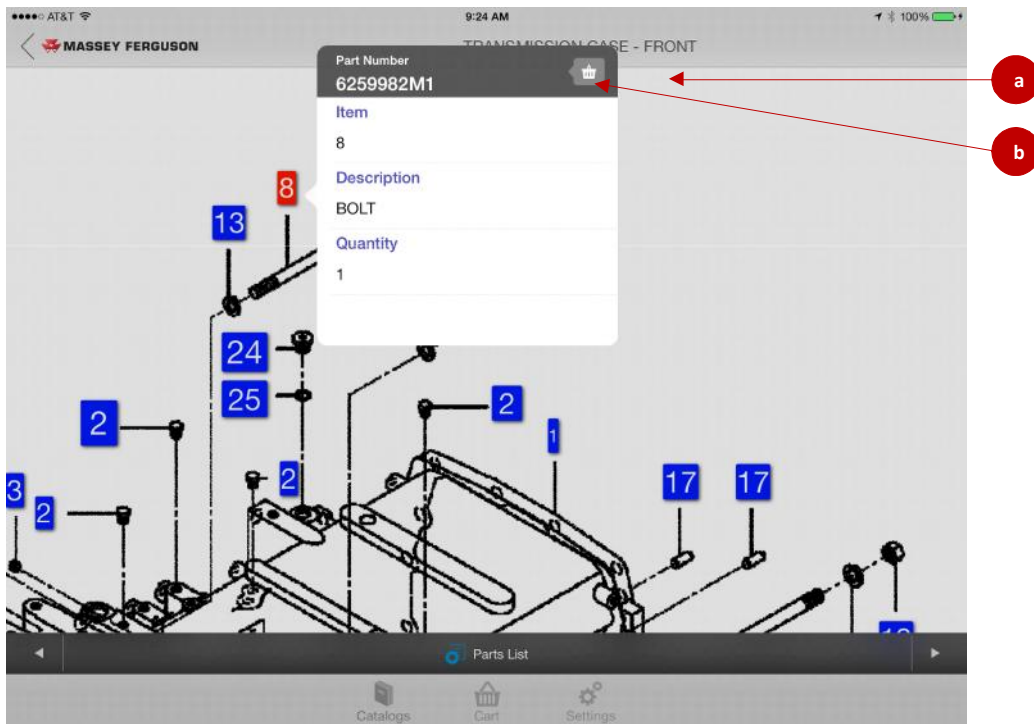 AT&T
9:24 AM
100%
MASSEY FERGUSON
TRANSMISSION CASE - FRONT
Part Number
6259982M1
Item
8
Description
BOLT
Quantity
1
a
b
8
13
24
25
2
2
1
2
17
17
3
2
Parts List
Catalogs
Cart
Settings